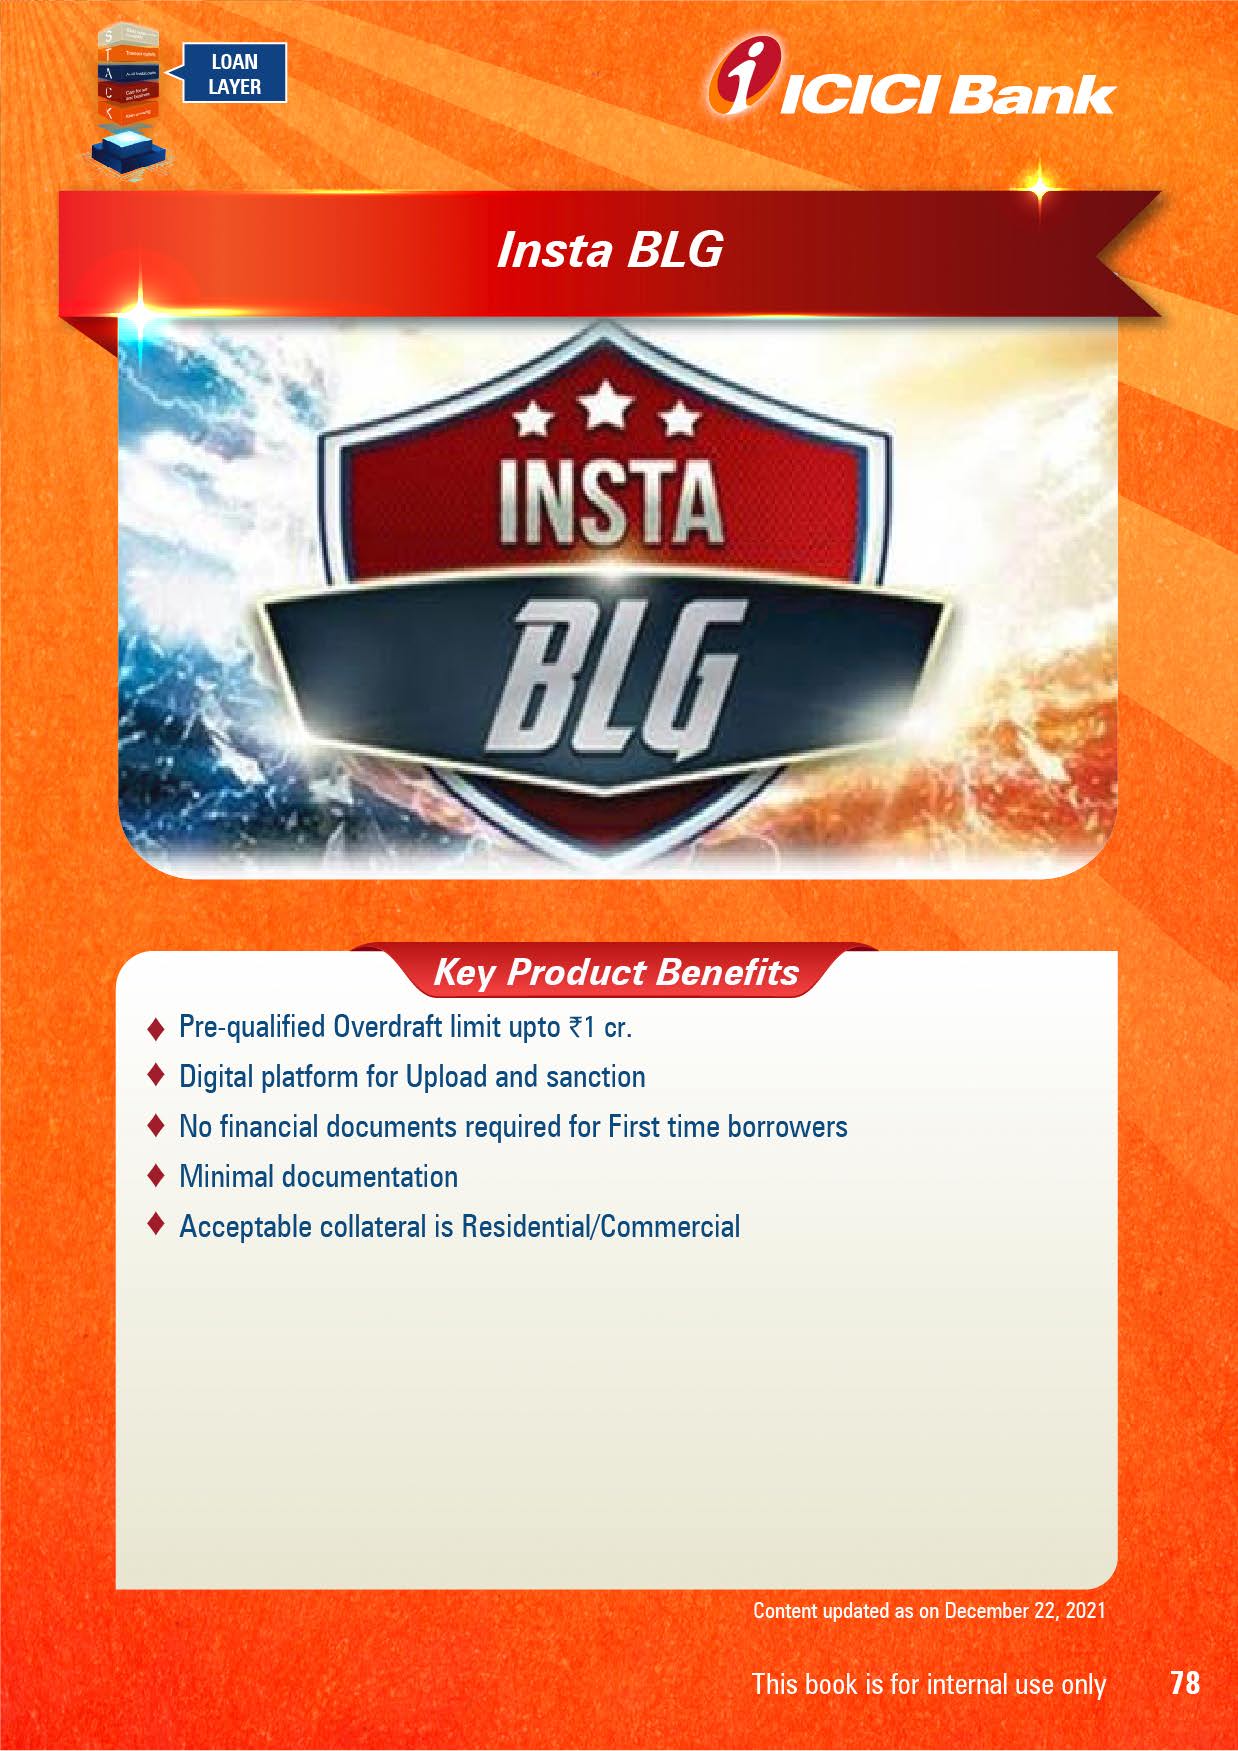 S
T
A
C
K
LOAN
LAYER
i ICICI Bank
Insta BLG
INSTA
BLG
Key Product Benefits
Pre-qualified Overdraft limit upto ₹1 cr.
Digital platform for Upload and sanction
No financial documents required for First time borrowers
Minimal documentation
Acceptable collateral is Residential/Commercial
Content updated as on December 22, 2021
This book is for internal use only 78